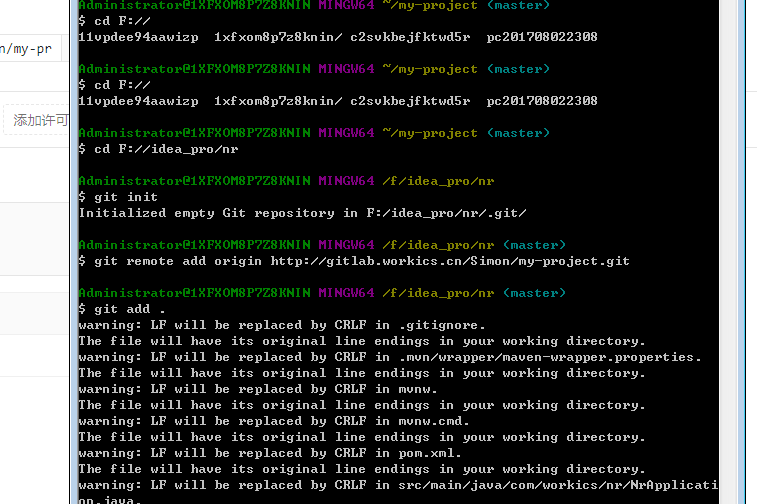 Administrator@1XFXOM8P7Z8KNIN MINGW64 ~/my-project (master)
$ cd F://
11vpdee94aawizp  1xfxom8p7z8knin/ c2svkbejfktwd5r  pc201708022308
n/my-pr
Administrator@1XFXOM8P7Z8KNIN MINGW64 ~/my-project (master)
$ cd F://
11vpdee94aawizp  1xfxom8p7z8knin/ c2svkbejfktwd5r  pc201708022308
添加许可
Administrator@1XFXOM8P7Z8KNIN MINGW64 ~/my-project (master)
$ cd F://idea_pro/nr
Administrator@1XFXOM8P7Z8KNIN MINGW64 /f/idea_pro/nr
$ git init
Initialized empty Git repository in F:/idea_pro/nr/.git/
Administrator@1XFXOM8P7Z8KNIN MINGW64 /f/idea_pro/nr (master)
$ git remote add origin http://gitlab.workics.cn/Simon/my-project.git
Administrator@1XFXOM8P7Z8KNIN MINGW64 /f/idea_pro/nr (master)
$ git add .
warning: LF will be replaced by CRLF in .gitignore.
The file will have its original line endings in your working directory.
warning: LF will be replaced by CRLF in .mvn/wrapper/maven-wrapper.properties.
The file will have its original line endings in your working directory.
warning: LF will be replaced by CRLF in mvnw.
The file will have its original line endings in your working directory.
warning: LF will be replaced by CRLF in mvnw.cmd.
The file will have its original line endings in your working directory.
warning: LF will be replaced by CRLF in pom.xml.
The file will have its original line endings in your working directory.
warning: LF will be replaced by CRLF in src/main/java/com/workics/nr/NrApplicati
on.java.